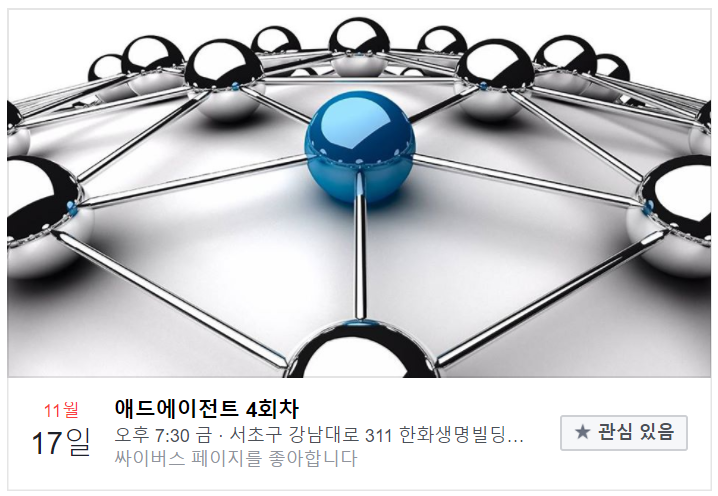 11월
17일
애드에이전트 4회차
오후 7:30 금 · 서초구 강남대로 311 한화생명빌딩...
싸이버스 페이지를 좋아합니다
★ 관심 있음